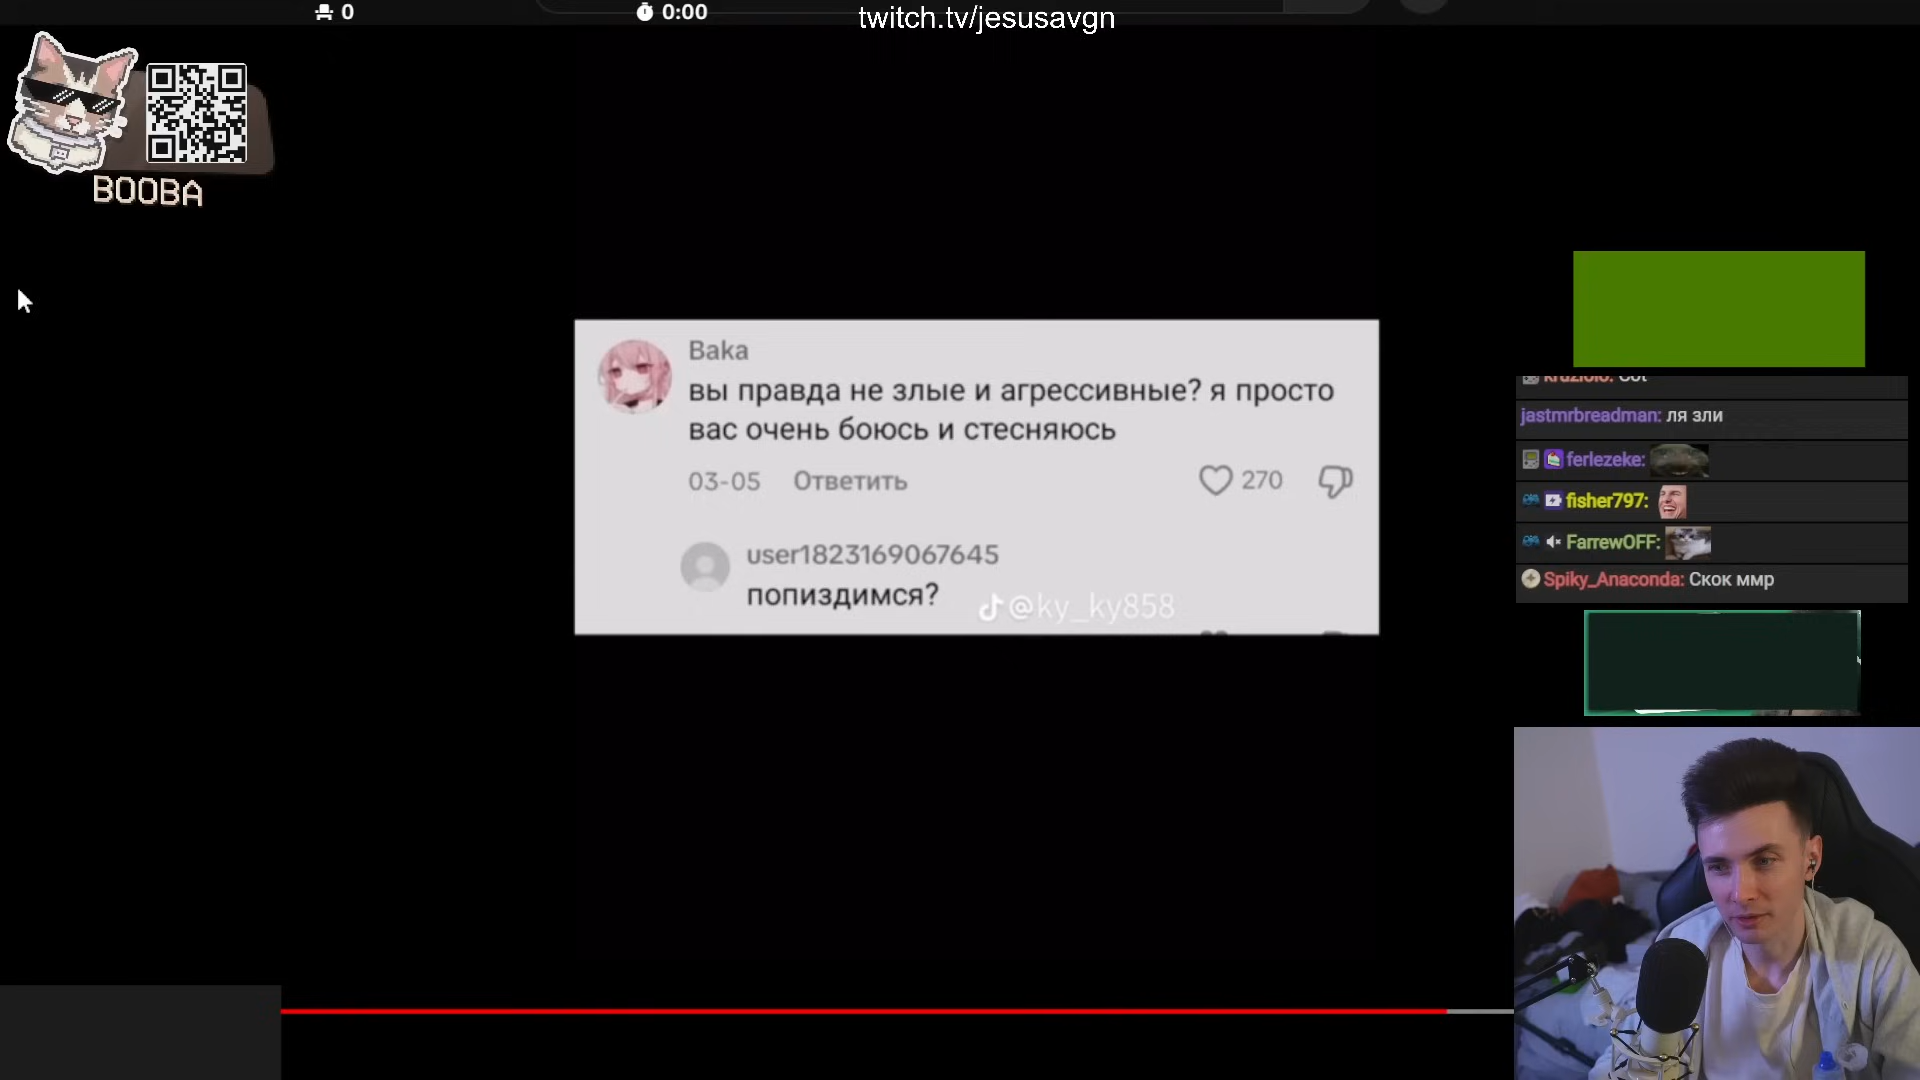 0
0:00
twitch.tv/jesusavgn
BOOBA
Baka
вы правда не злые и агрессивные? я просто
вас очень боюсь и стесняюсь
03-05 Ответить 270
user1823169067645
попиздимся?
@ky_ky858
jastmrbreadman: ля зли
ferlezeke:
fisher797:
FarrewOFF:
Spiky_Anaconda: Скок ммр